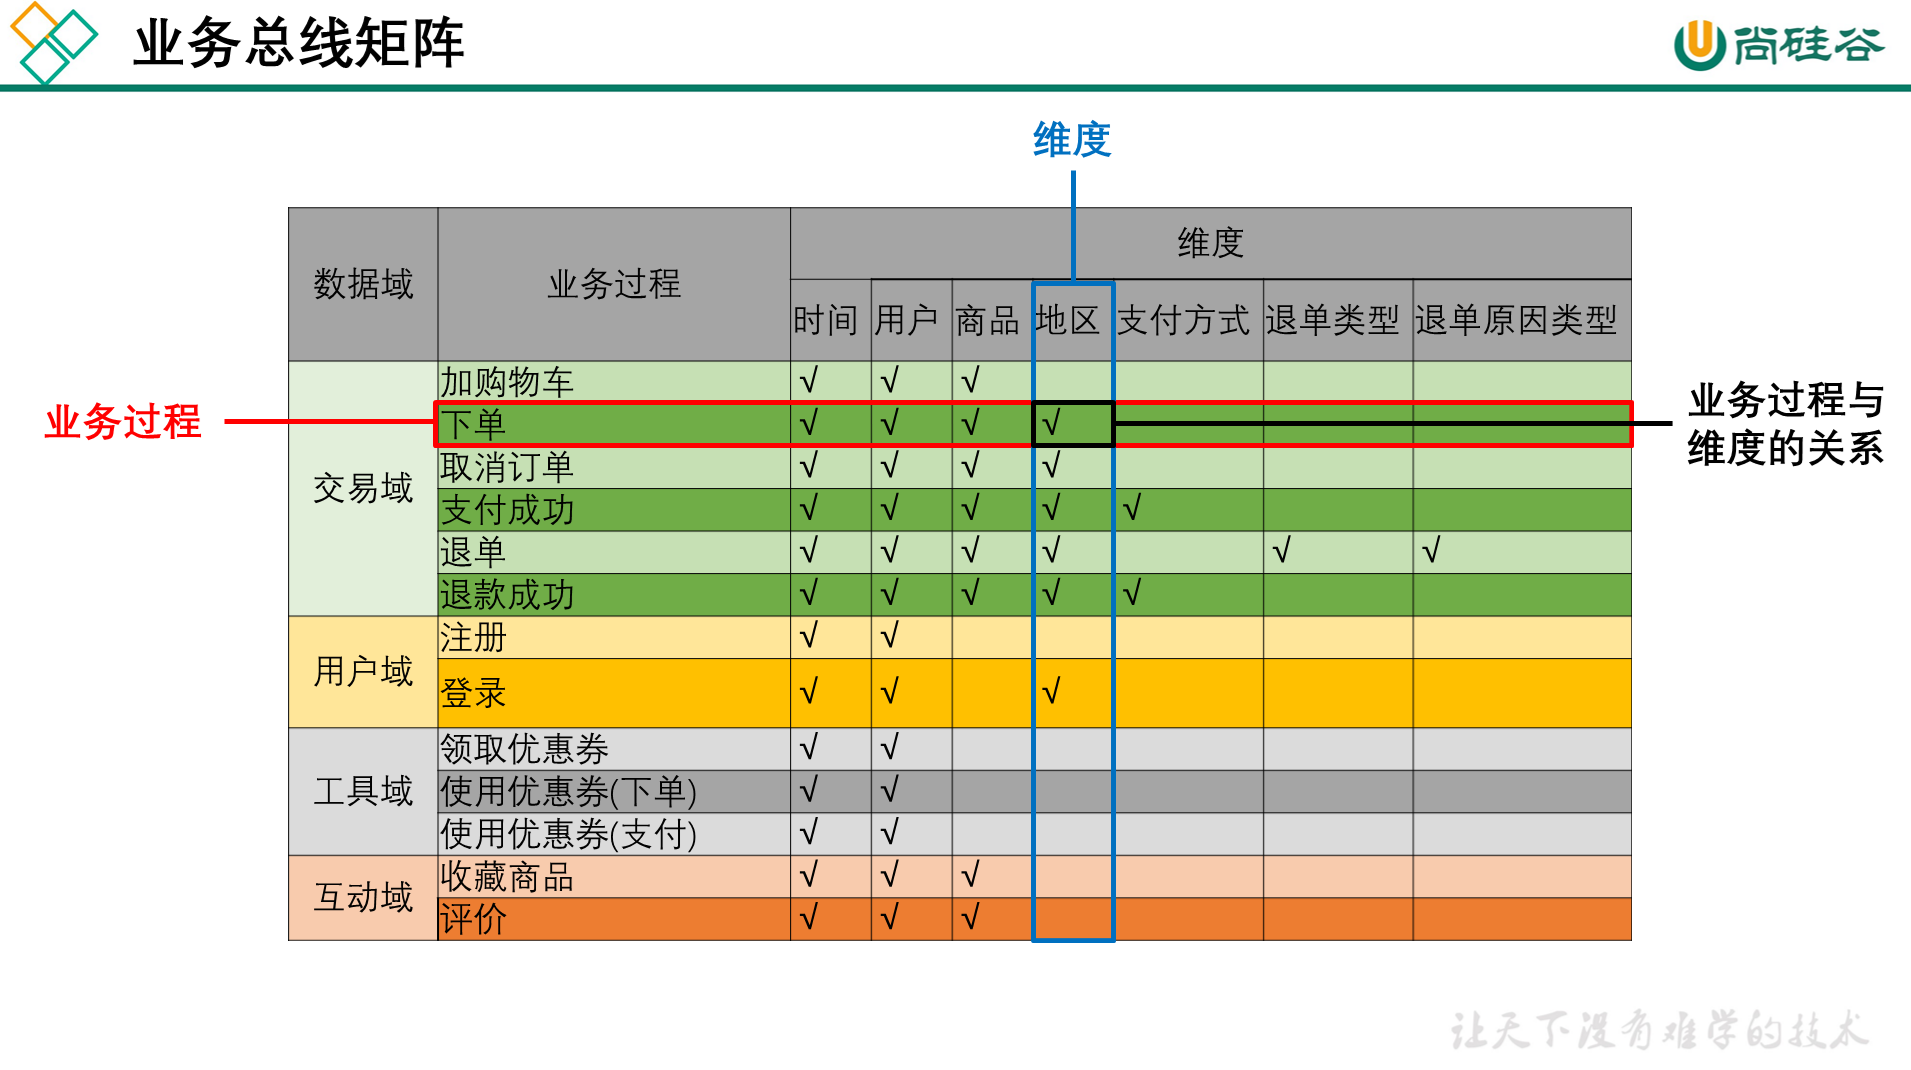 业务总线矩阵
U 尚硅谷
维度
数据域 业务过程 维度
时间 用户 商品 地区 支付方式 退单类型 退单原因类型
交易域
加购物车 √ √ √
下单 √ √ √ √
取消订单 √ √ √ √
支付成功 √ √ √ √ √
退单 √ √ √ √ √ √
退款成功 √ √ √ √ √
用户域
注册 √ √
登录 √ √ √
工具域
领取优惠券 √ √
使用优惠券(下单) √ √
使用优惠券(支付) √ √
互动域
收藏商品 √ √ √
评价 √ √ √
业务过程
业务过程与
维度的关系
让天下没有难学的技术